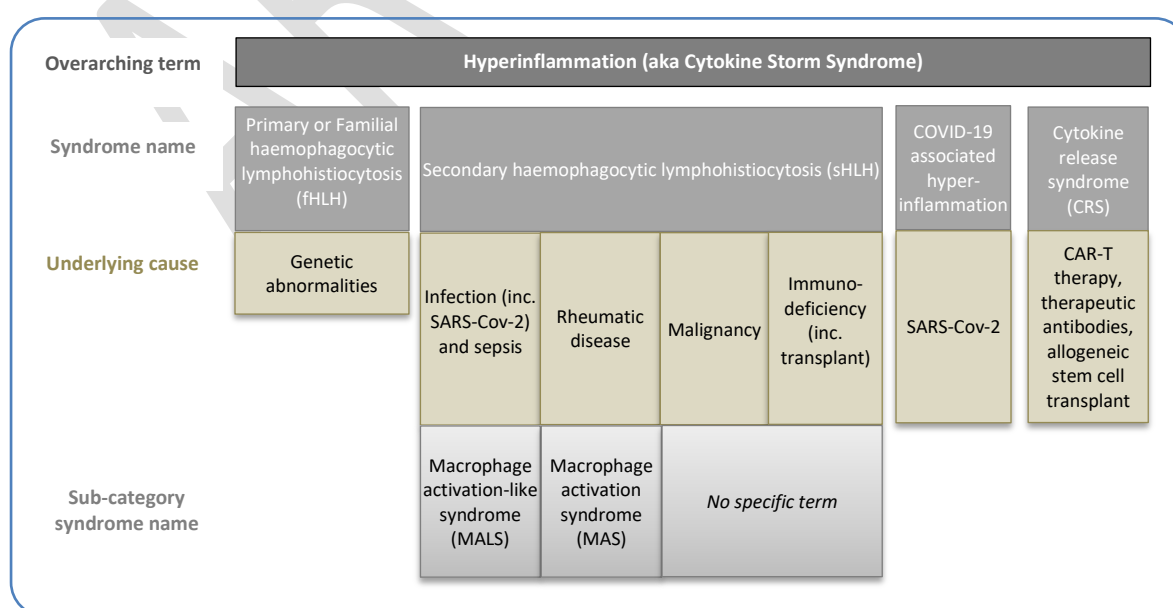 Overarching term
Hyperinflammation (aka Cytokine Storm Syndrome)
Syndrome name
Primary or Familial
haemophagocytic
lymphohistiocytosis
(fHLH)
Secondary haemophagocytic lymphohistiocytosis (sHLH)
COVID-19
associated
hyper-
inflammation
Cytokine
release
syndrome
(CRS)
Underlying cause
Genetic
abnormalities
Infection (inc.
SARS-Cov-2)
and sepsis
Rheumatic
disease
Malignancy
Immuno-
deficiency
(inc.
transplant)
SARS-Cov-2
CAR-T
therapy,
therapeutic
antibodies,
allogeneic
stem cell
transplant
Sub-category
syndrome name
Macrophage
activation-like
syndrome
(MALS)
Macrophage
activation
syndrome
(MAS)
No specific term